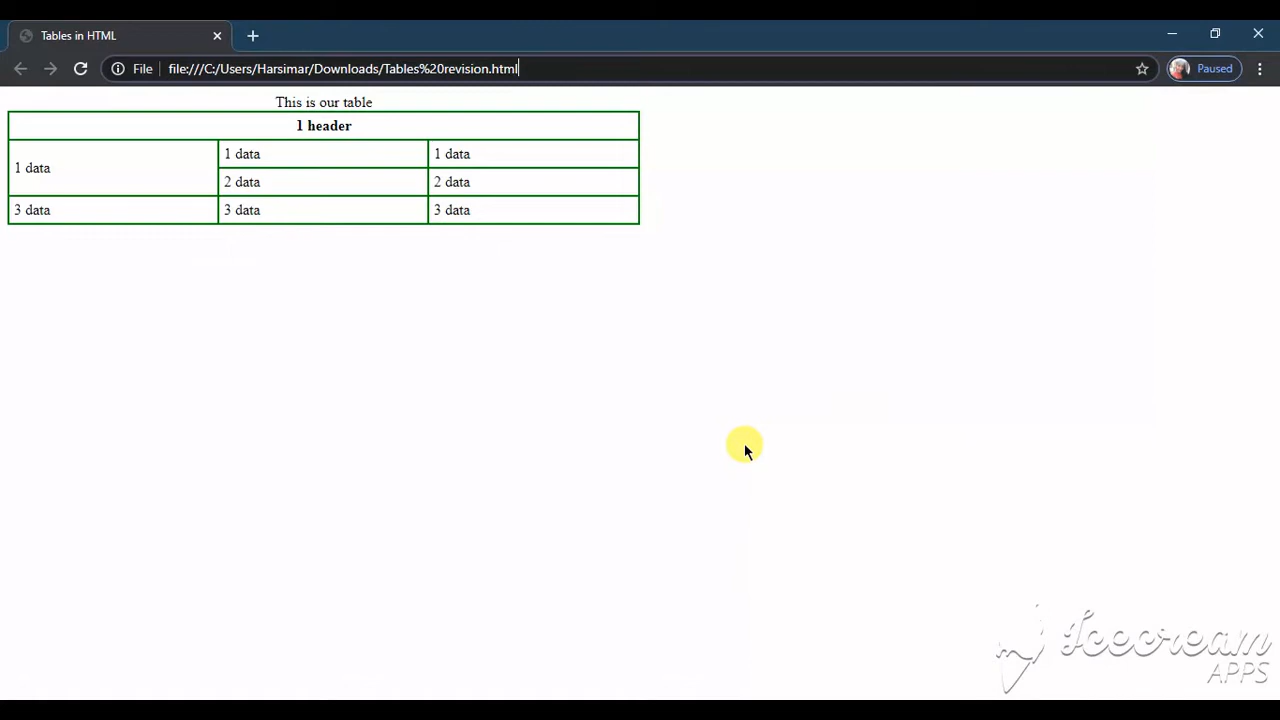 Tables in HTML
File file:///C:/Users/Harsimar/Downloads/Tables%20revision.html Paused
This is our table
1 header
1 data 1 data 1 data
2 data 2 data
3 data 3 data 3 data
Icecream
APPS